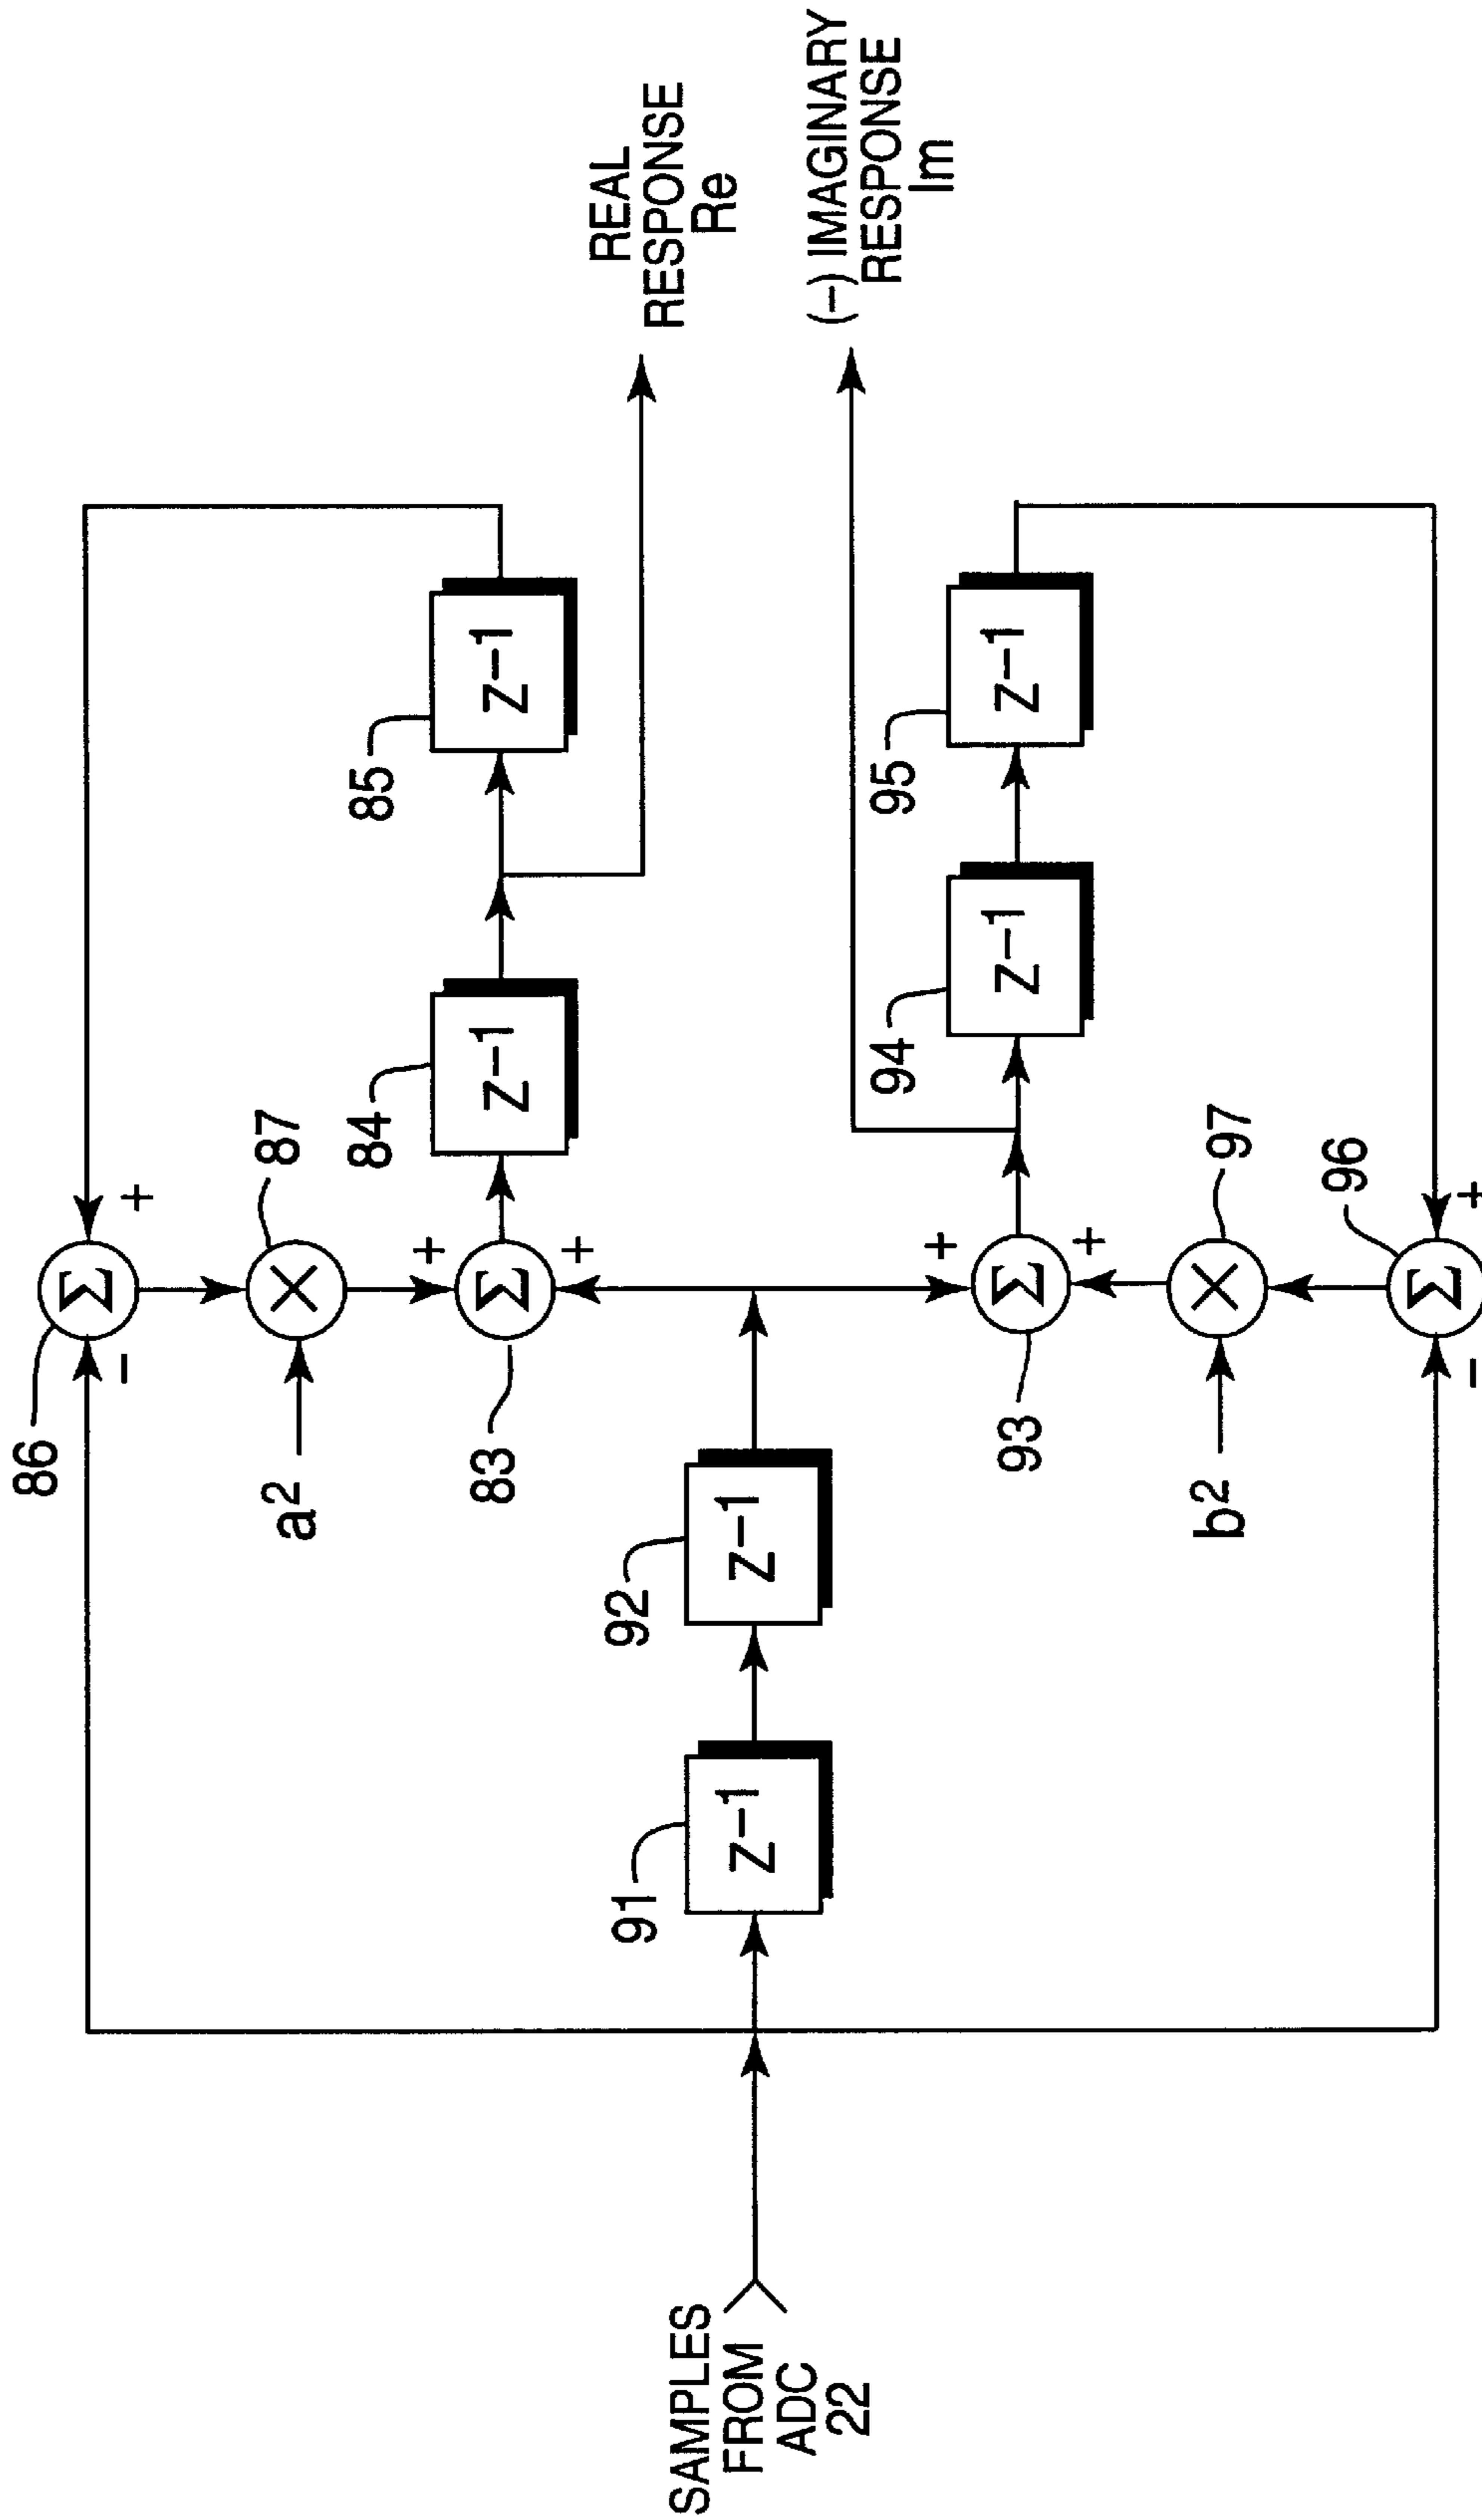 86
Σ
+
−
87
×
a²
84
z⁻¹
85
z⁻¹
+
Σ
+
83
REAL
RESPONSE
Re
SAMPLES
FROM
ADC
22
91
z⁻¹
92
z⁻¹
(−) IMAGINARY
RESPONSE
Im
+
Σ
+
93
94
z⁻¹
95
z⁻¹
b²
×
97
96
Σ
+
−